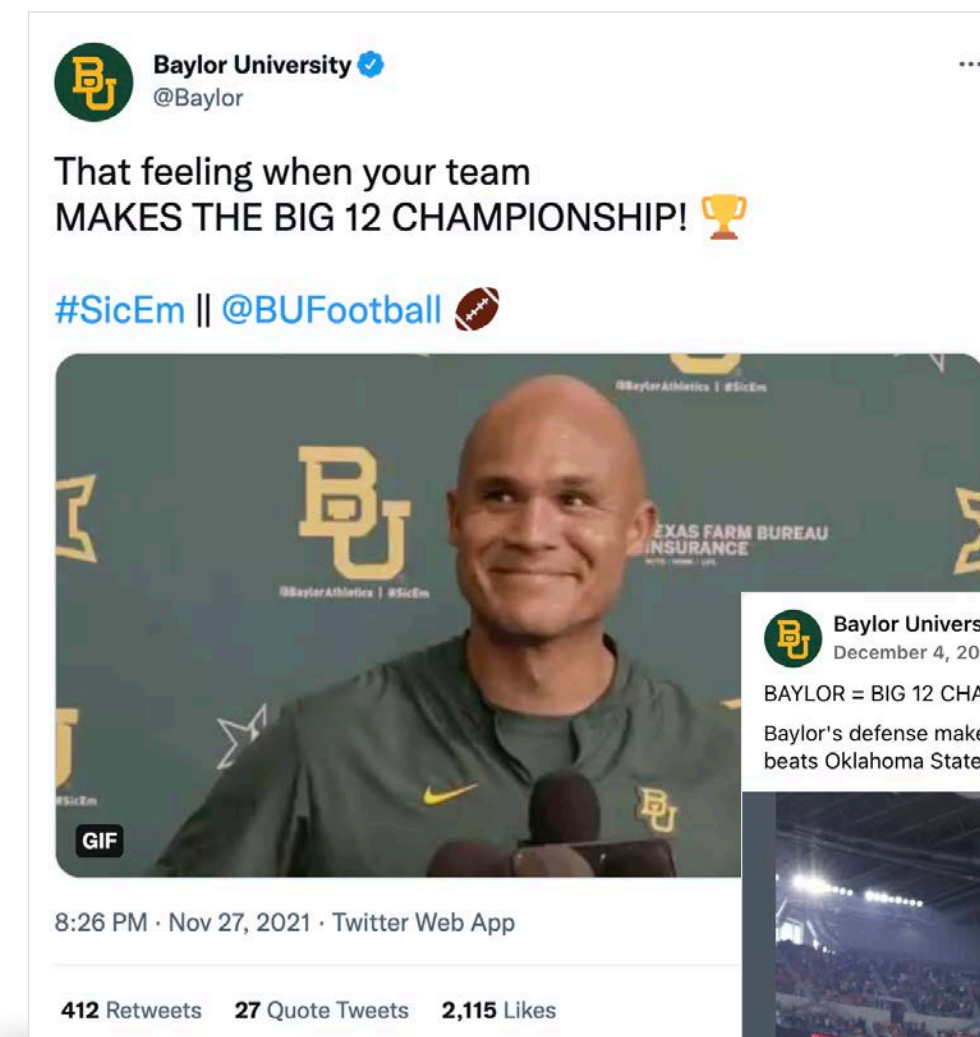 Baylor University
@Baylor
That feeling when your team
MAKES THE BIG 12 CHAMPIONSHIP! 🏆
#SicEm || @BUFootball 🏈
@BaylorAthletics | #SicEm
BU
TEXAS FARM BUREAU
INSURANCE
@BaylorAthletics | #SicEm
#SicEm
BU
GIF
8:26 PM · Nov 27, 2021 · Twitter Web App
412 Retweets 27 Quote Tweets 2,115 Likes
BU
Baylor Univers
December 4, 20
BAYLOR = BIG 12 CHA
Baylor's defense make
beats Oklahoma State